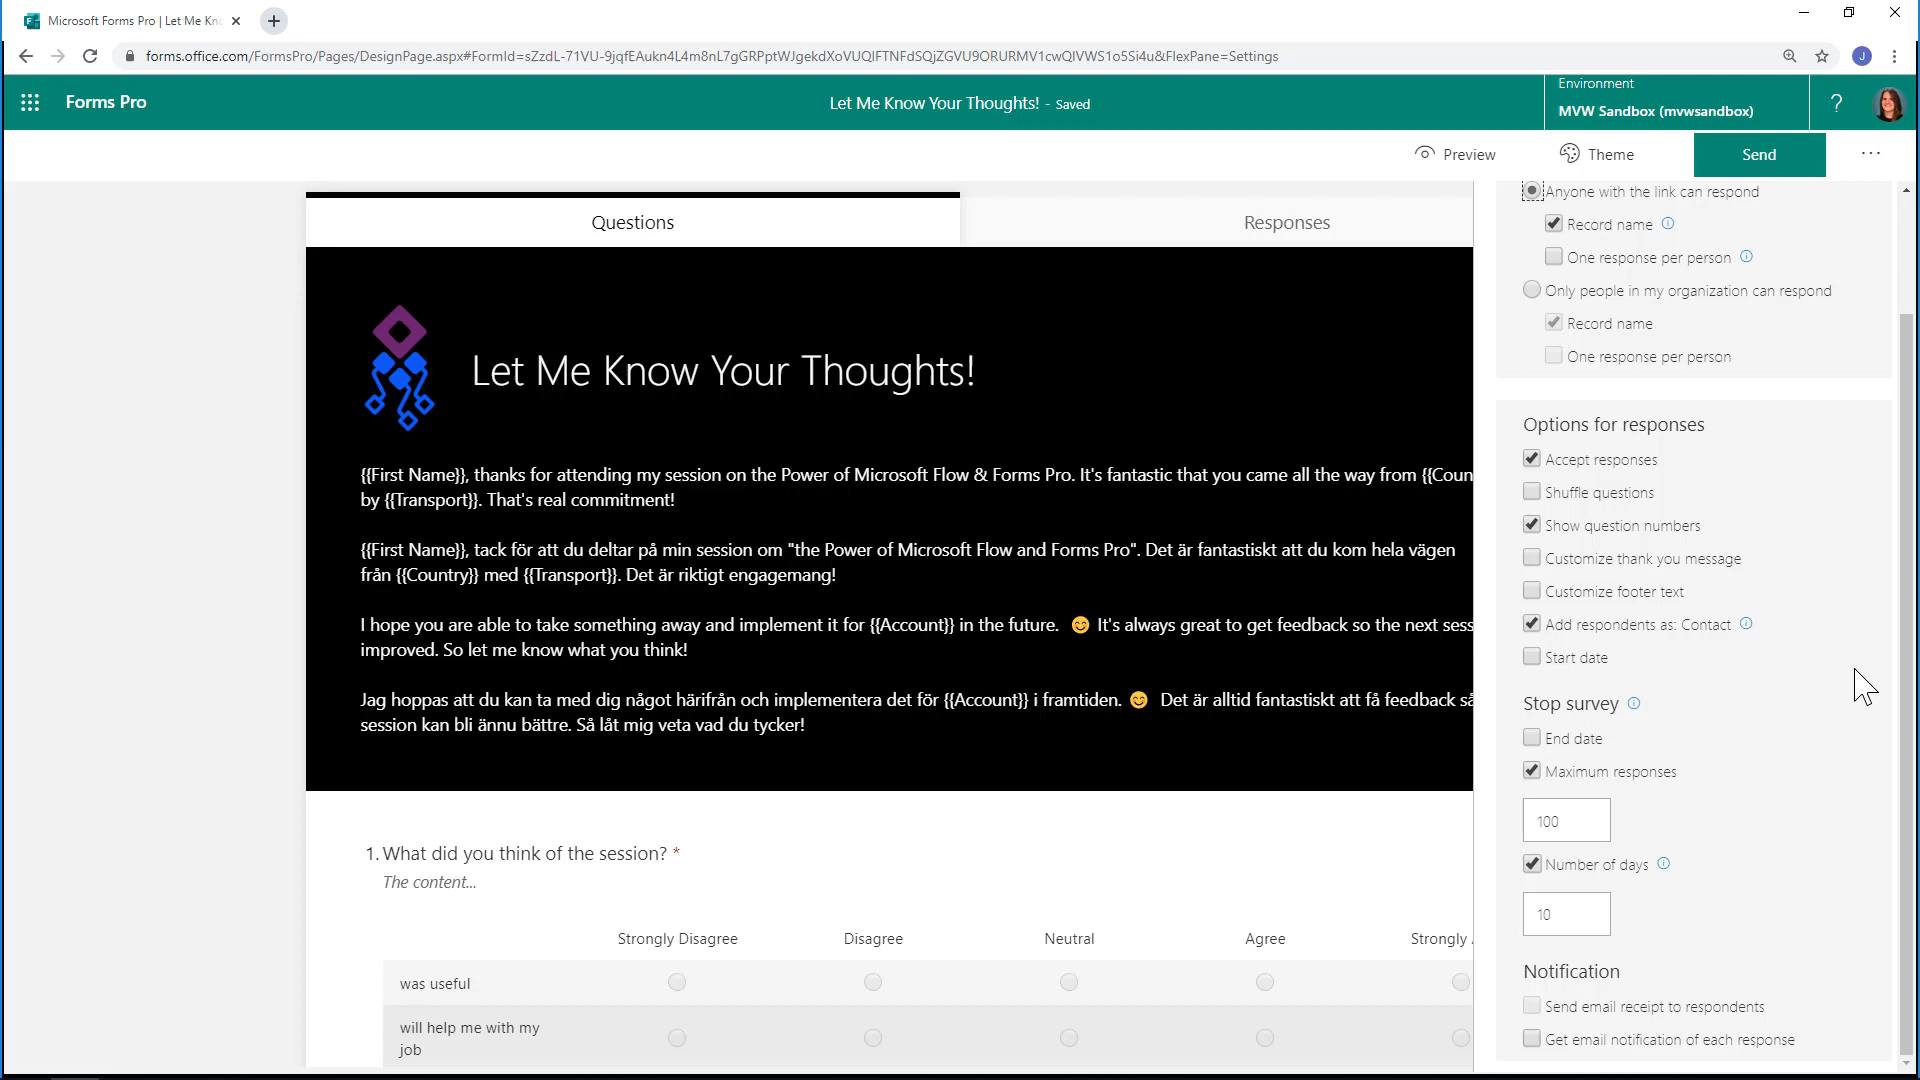 Microsoft Forms Pro | Let Me Kn
forms.office.com/FormsPro/Pages/DesignPage.aspx#FormId=sZzdL-71VU-9jqfEAukn4L4m8nL7gGRPptWJgekdXoVUQlFTNFdSQjZGVU9ORURMV1cwQlVWS1o5Si4u&FlexPane=Settings
J
Forms Pro
Let Me Know Your Thoughts! - Saved
Environment
MVW Sandbox (mvwsandbox)
?
Preview
Theme
Send
Questions
Responses
Let Me Know Your Thoughts!
{{First Name}}, thanks for attending my session on the Power of Microsoft Flow & Forms Pro. It's fantastic that you came all the way from {{Coun
by {{Transport}}. That's real commitment!
{{First Name}}, tack för att du deltar på min session om "the Power of Microsoft Flow and Forms Pro". Det är fantastiskt att du kom hela vägen
från {{Country}} med {{Transport}}. Det är riktigt engagemang!
I hope you are able to take something away and implement it for {{Account}} in the future. 😊 It's always great to get feedback so the next sess
improved. So let me know what you think!
Jag hoppas att du kan ta med dig något härifrån och implementera det för {{Account}} i framtiden. 😊 Det är alltid fantastiskt att få feedback så
session kan bli ännu bättre. Så låt mig veta vad du tycker!
1. What did you think of the session? *
The content...
Strongly Disagree
Disagree
Neutral
Agree
Strongly
was useful
will help me with my
job
Anyone with the link can respond
Record name
One response per person
Only people in my organization can respond
Record name
One response per person
Options for responses
Accept responses
Shuffle questions
Show question numbers
Customize thank you message
Customize footer text
Add respondents as: Contact
Start date
Stop survey
End date
Maximum responses
100
Number of days
10
Notification
Send email receipt to respondents
Get email notification of each response